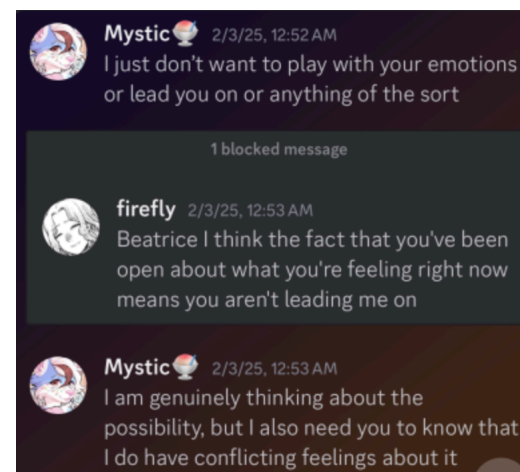 Mystic🍧 2/3/25, 12:52 AM
I just don't want to play with your emotions
or lead you on or anything of the sort
1 blocked message
firefly 2/3/25, 12:53 AM
Beatrice I think the fact that you've been
open about what you're feeling right now
means you aren't leading me on
Mystic🍧 2/3/25, 12:53 AM
I am genuinely thinking about the
possibility, but I also need you to know that
I do have conflicting feelings about it